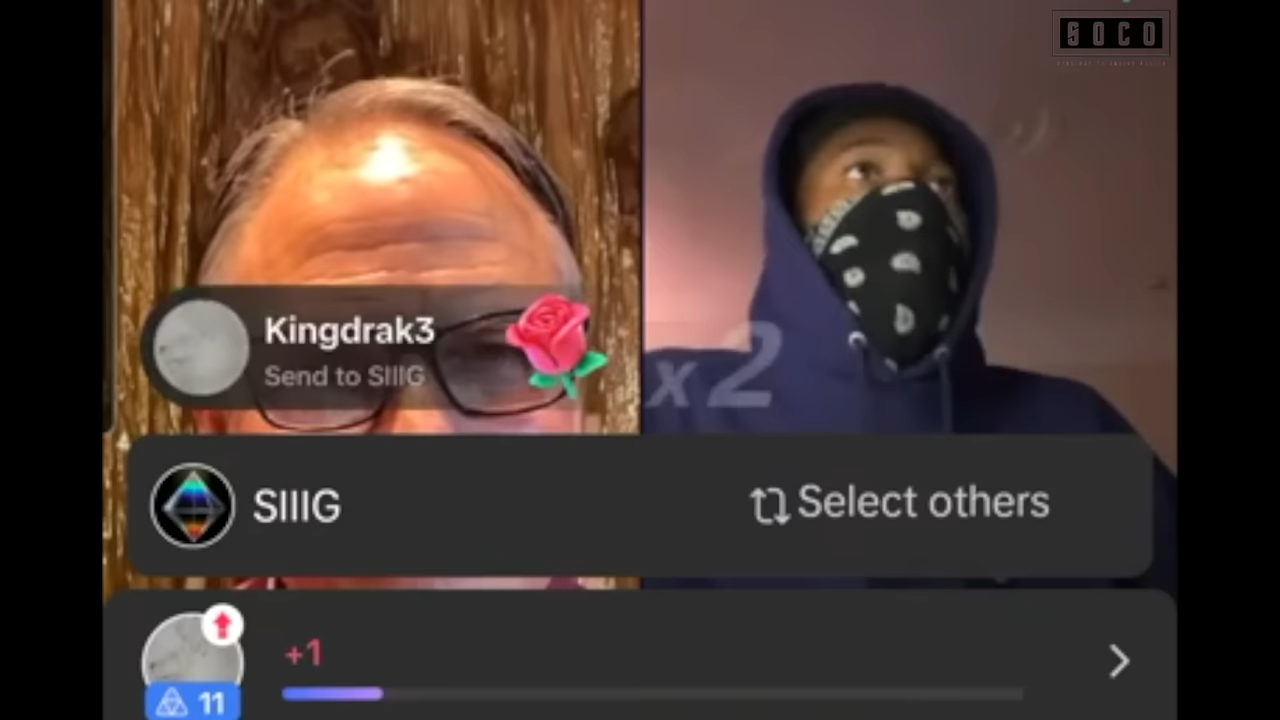 SOCO
Kingdrak3
Send to SIIIG
x2
SIIIG
Select others
+1
11